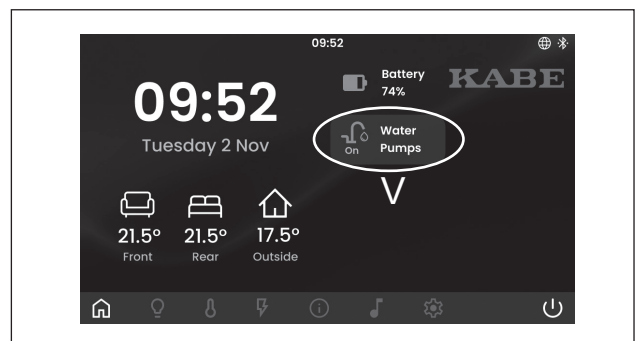 09:52
09:52
Tuesday 2 Nov
Battery
74%
KABE
On
Water
Pumps
V
21.5°
21.5°
17.5°
Front
Rear
Outside